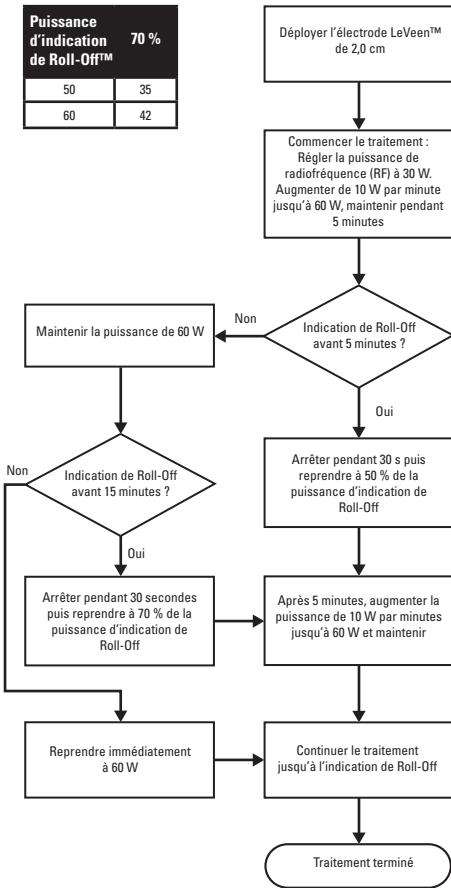 Puissance
d'indication
de Roll-Off™
70 %
50 35
60 42
Déployer l'électrode LeVeen™
de 2,0 cm
Commencer le traitement :
Régler la puissance de
radiofréquence (RF) à 30 W.
Augmenter de 10 W par minute
jusqu'à 60 W, maintenir pendant
5 minutes
Indication de Roll-Off
avant 5 minutes ?
Non
Maintenir la puissance de 60 W
Oui
Indication de Roll-Off
avant 15 minutes ?
Non
Arrêter pendant 30 s puis
reprendre à 50 % de la
puissance d'indication de
Roll-Off
Oui
Arrêter pendant 30 secondes
puis reprendre à 70 % de la
puissance d'indication de
Roll-Off
Après 5 minutes, augmenter la
puissance de 10 W par minutes
jusqu'à 60 W et maintenir
Reprendre immédiatement
à 60 W
Continuer le traitement
jusqu'à l'indication de Roll-Off
Traitement terminé